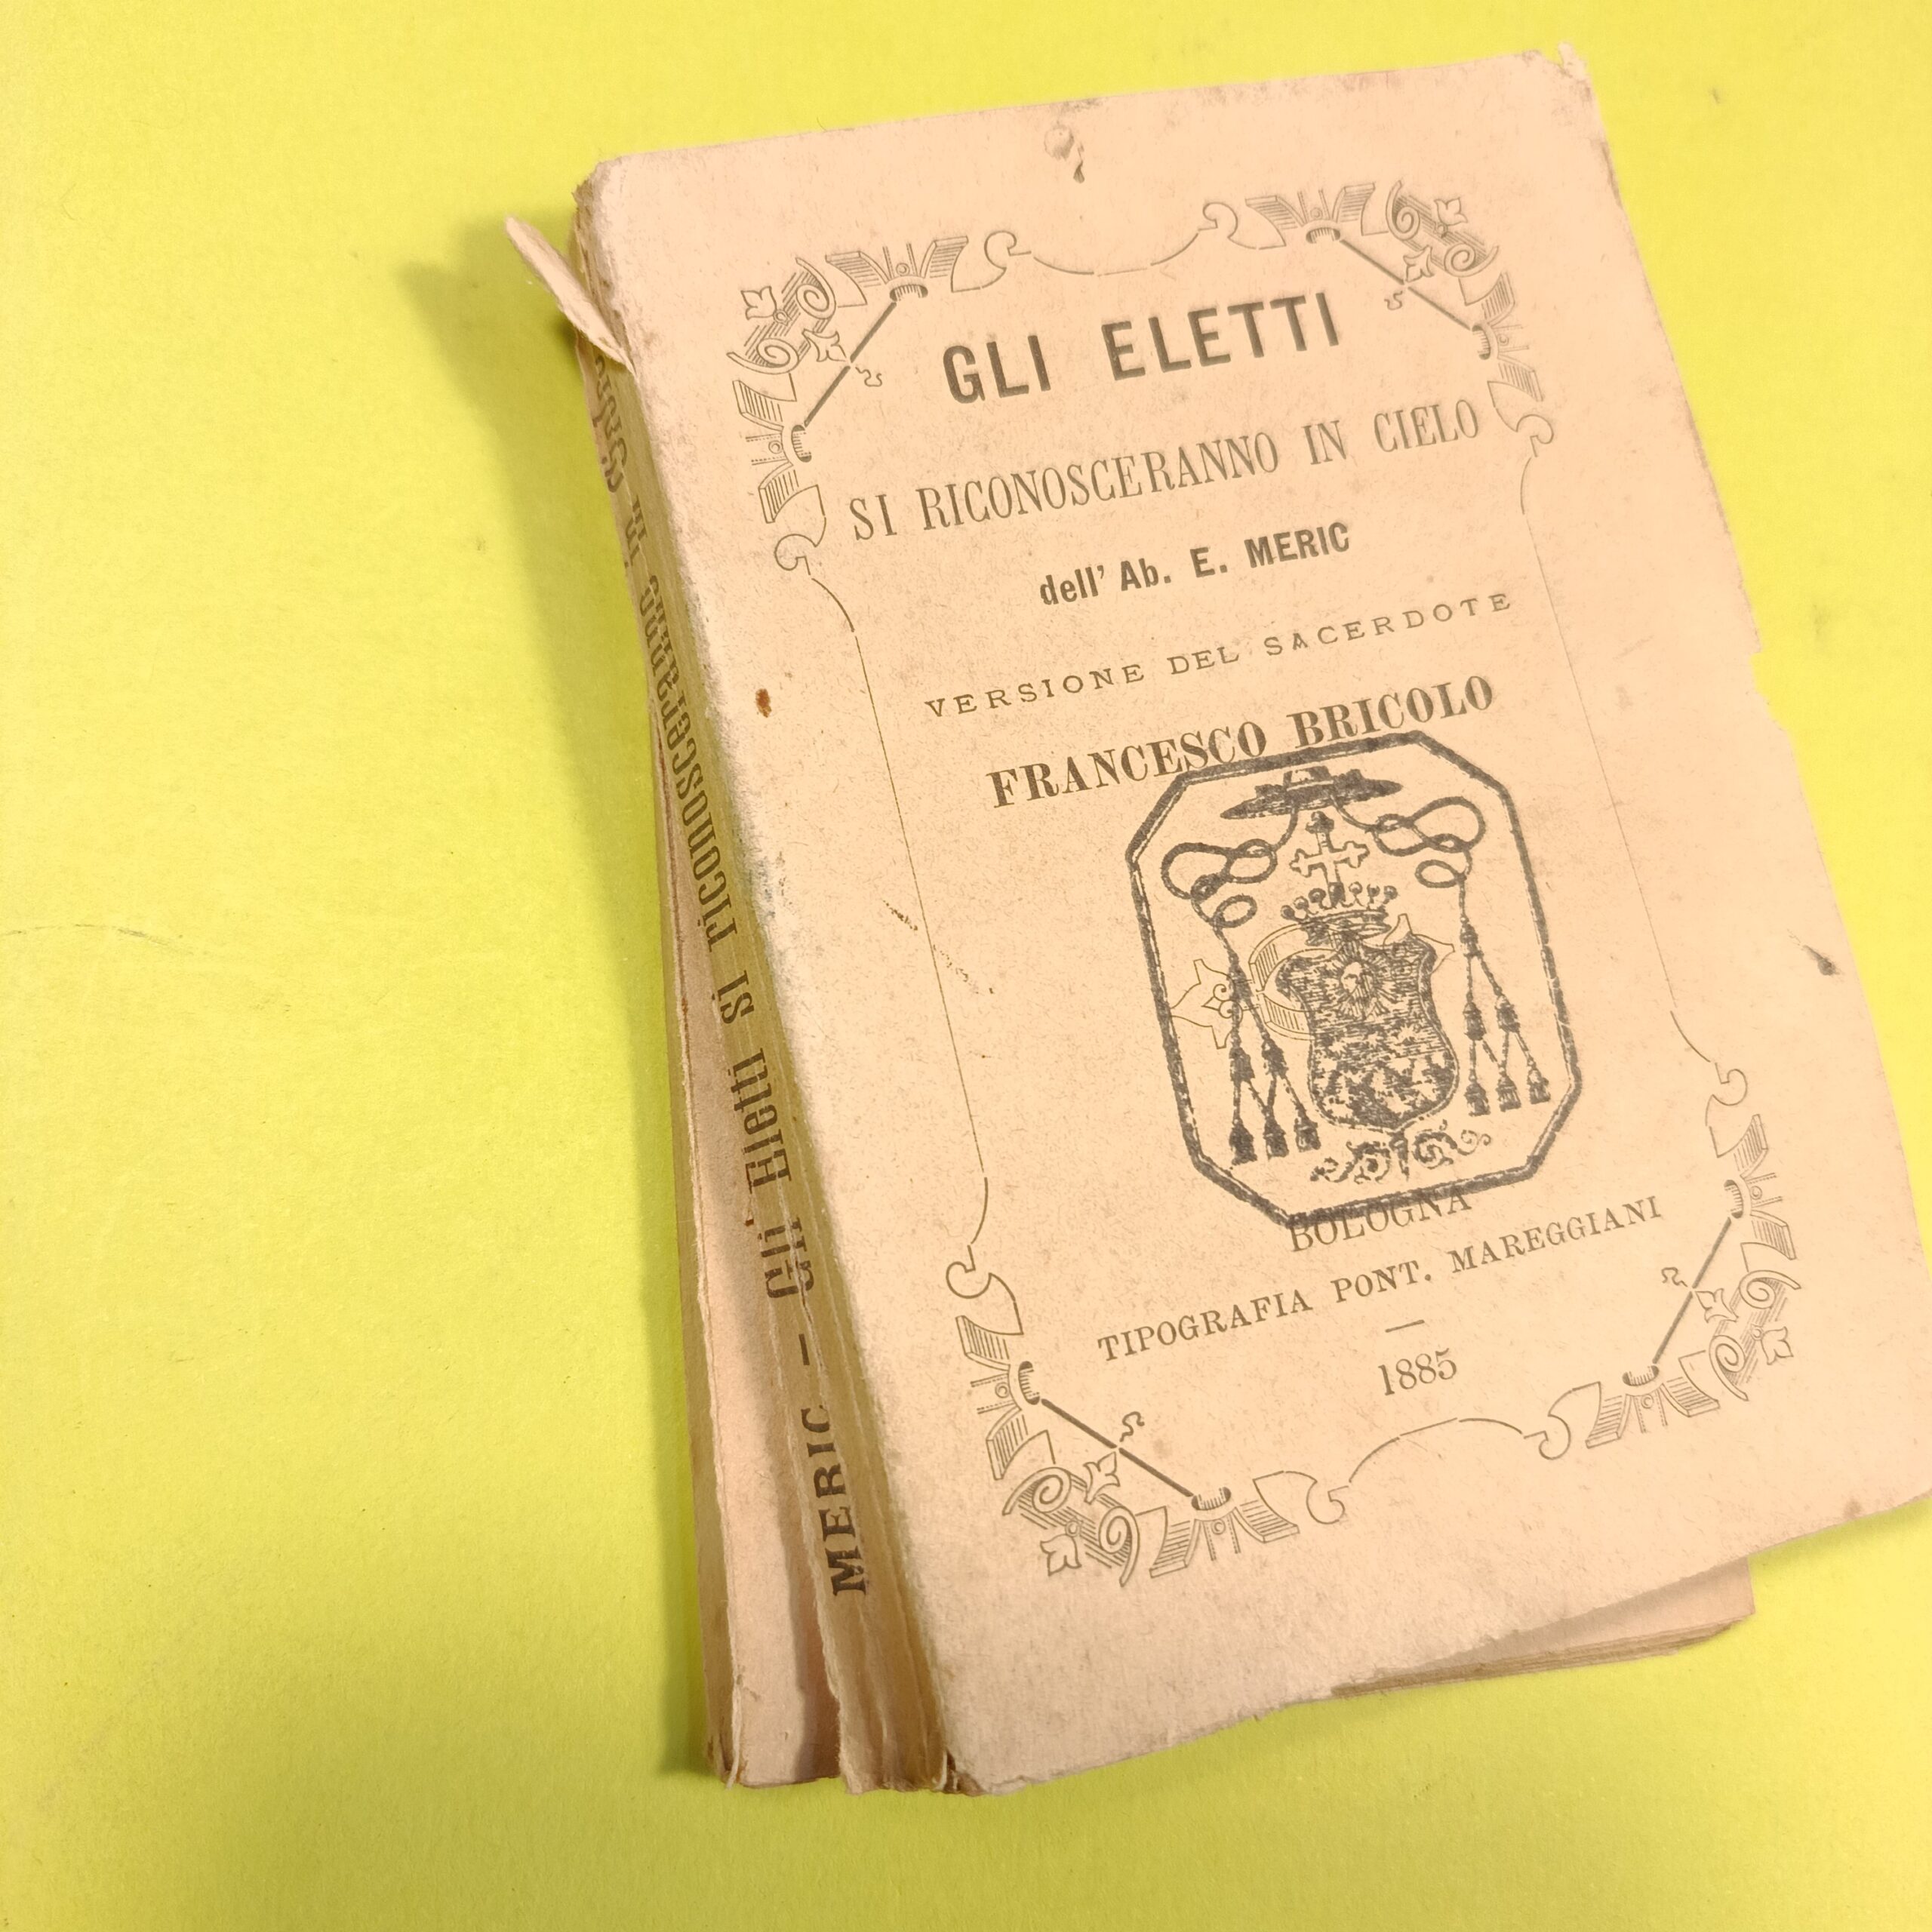 GLI ELETTI
SI RICONOSCERANNO IN CIELO
dell' Ab. E. MERIC
VERSIONE DEL SACERDOTE
FRANCESCO BRICOLO
BOLOGNA
TIPOGRAFIA PONT. MAREGGIANI
1885
MERIC – Gli Eletti si riconosceranno in